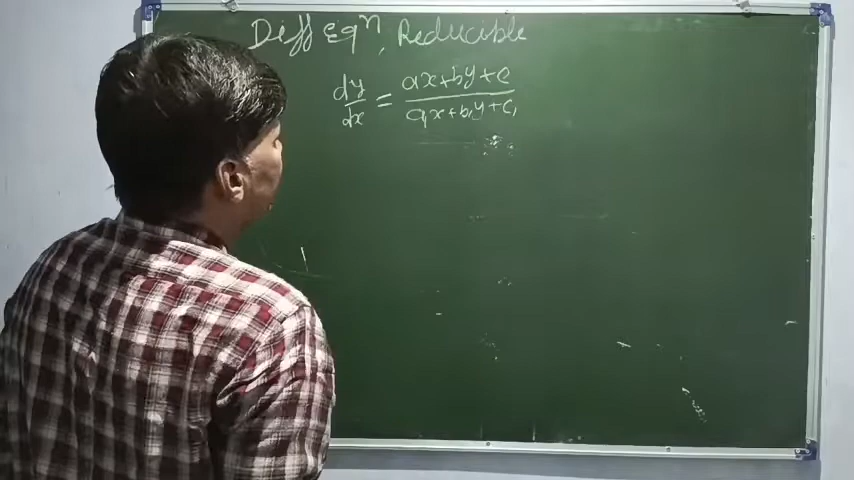 Diff Eqⁿ, Reducible
dy/dx = ax+by+c/a₁x+b₁y+c₁